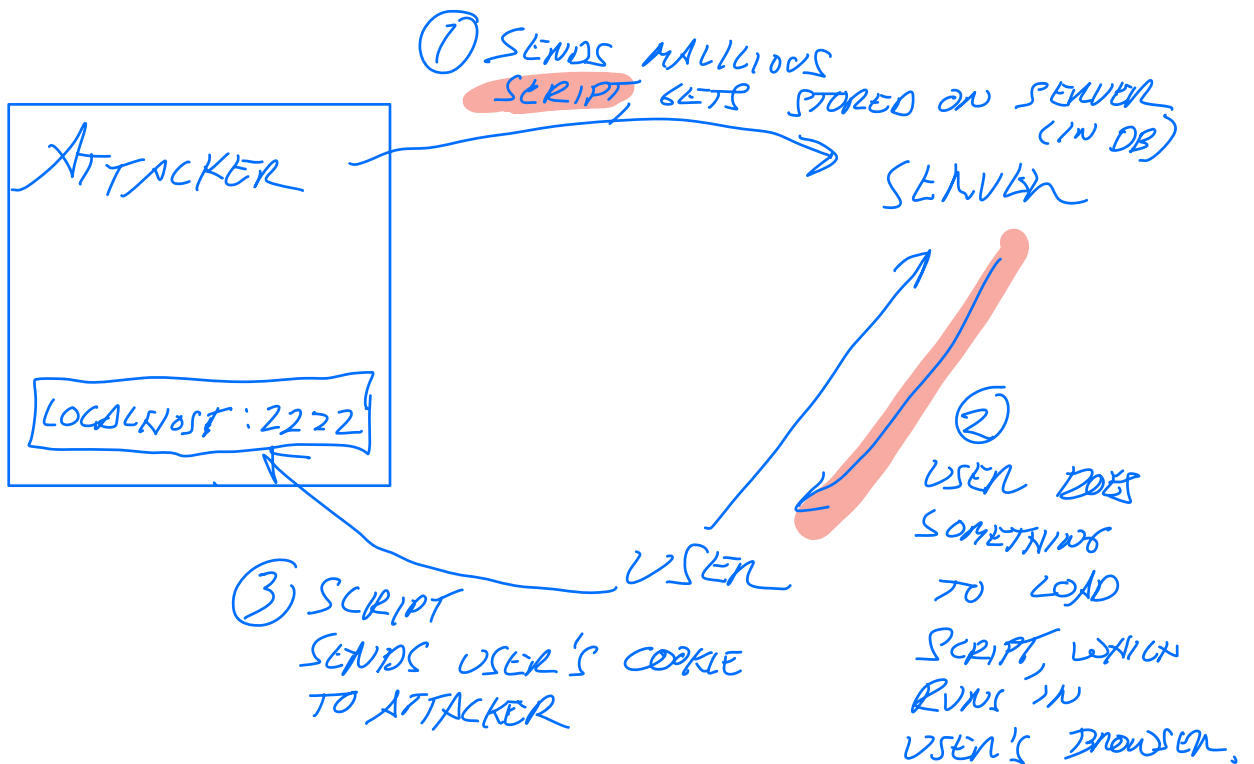 ① SENDS MALICIOUS
SCRIPT, GETS STORED ON SERVER
(IN DB)
ATTACKER
SERVER
LOCALHOST:2222
②
USER DOES
SOMETHING
TO LOAD
SCRIPT, WHICH
RUNS IN
USER'S BROWSER.
USER
③ SCRIPT
SENDS USER'S COOKIE
TO ATTACKER